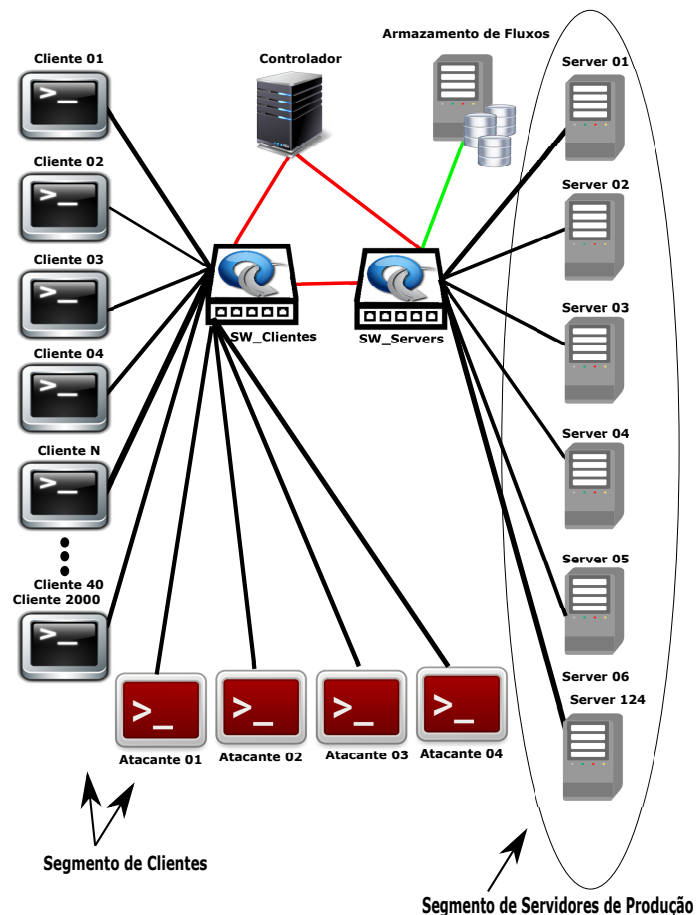 Armazamento de Fluxos
Cliente 01
Controlador
Server 01
Cliente 02
Server 02
Cliente 03
Server 03
SW_Clientes
SW_Servers
Cliente 04
Server 04
Cliente N
Server 05
Cliente 40
Cliente 2000
Server 06
Server 124
>_
>_
>_
>_
>_
>_
>_
>_
>_
>_
Atacante 01
Atacante 02
Atacante 03
Atacante 04
Segmento de Clientes
Segmento de Servidores de Produção